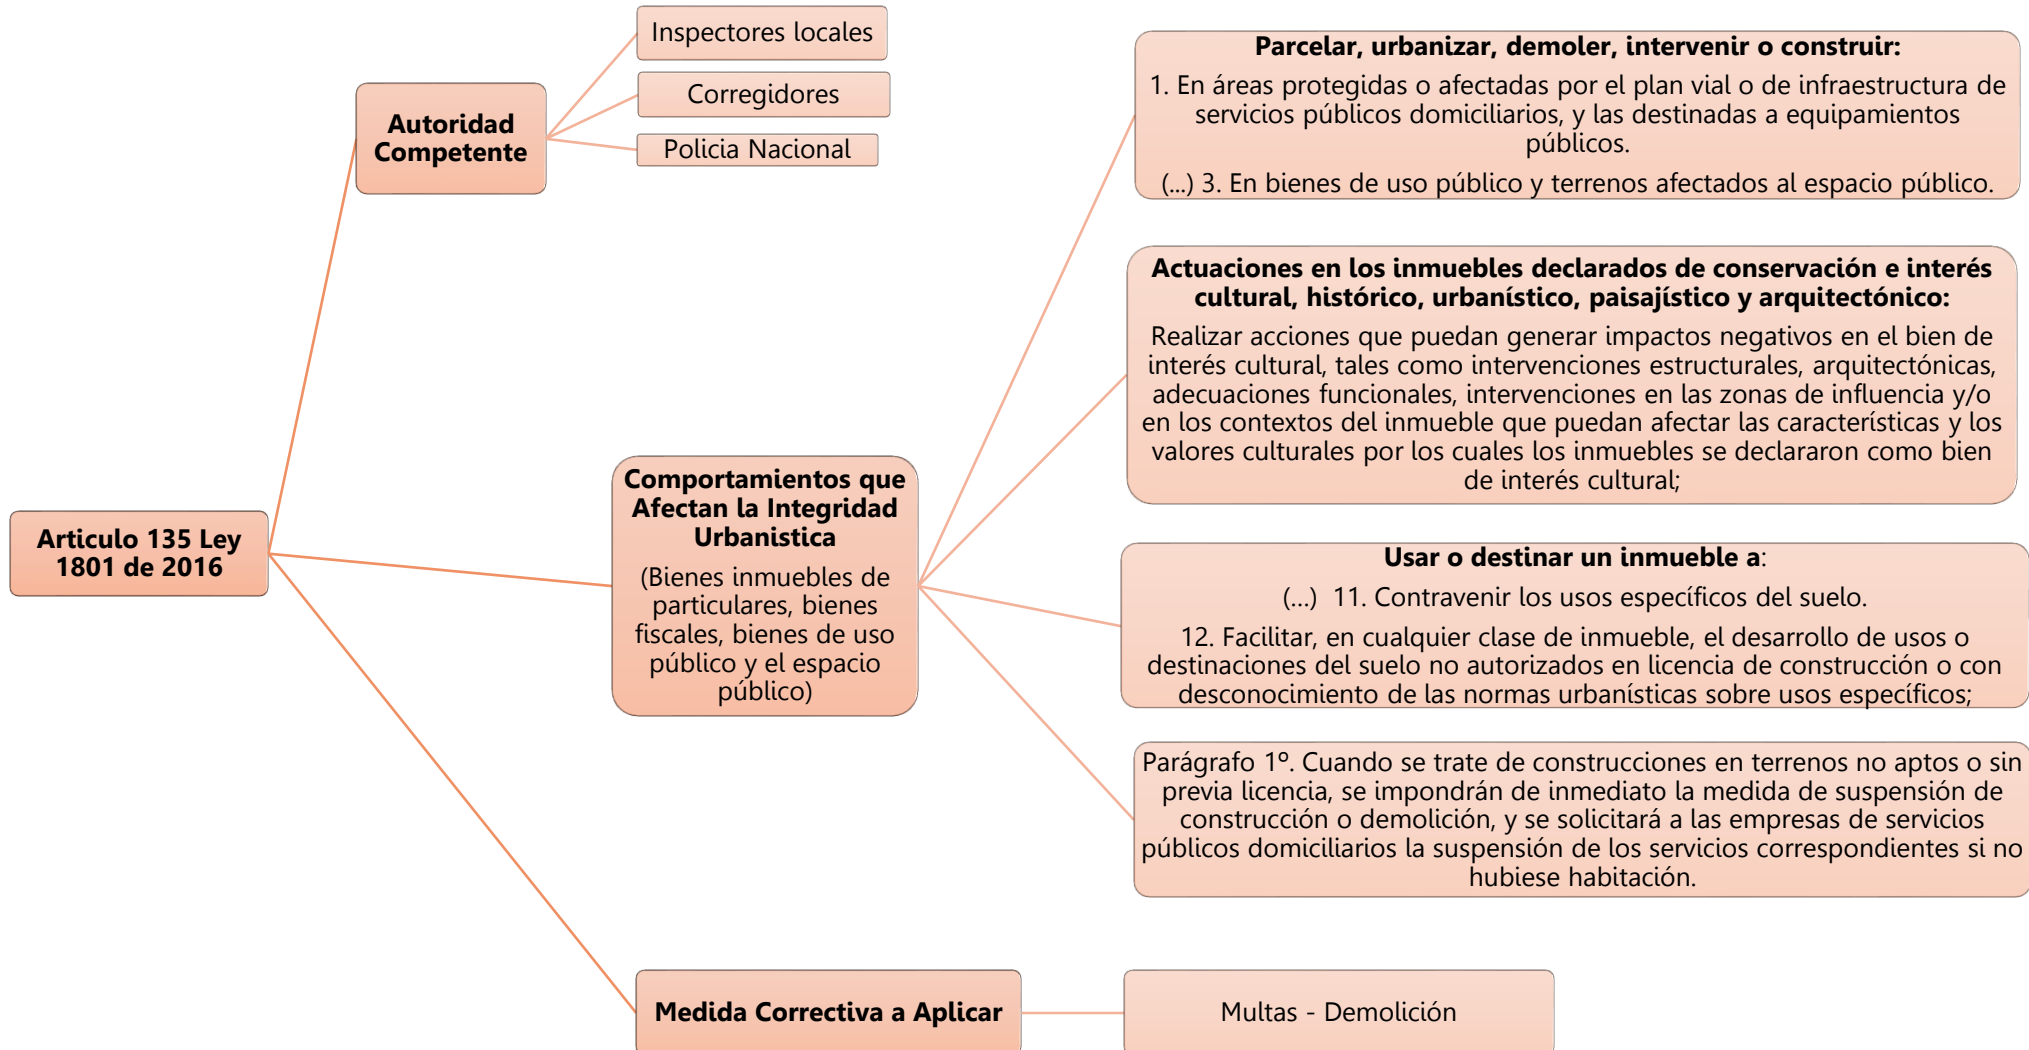 Articulo 135 Ley
1801 de 2016
Autoridad
Competente
Inspectores locales
Corregidores
Policia Nacional
Comportamientos que
Afectan la Integridad
Urbanistica
(Bienes inmuebles de
particulares, bienes
fiscales, bienes de uso
público y el espacio
público)
Parcelar, urbanizar, demoler, intervenir o construir:
1. En áreas protegidas o afectadas por el plan vial o de infraestructura de
servicios públicos domiciliarios, y las destinadas a equipamientos
públicos.
(...) 3. En bienes de uso público y terrenos afectados al espacio público.
Actuaciones en los inmuebles declarados de conservación e interés
cultural, histórico, urbanístico, paisajístico y arquitectónico:
Realizar acciones que puedan generar impactos negativos en el bien de
interés cultural, tales como intervenciones estructurales, arquitectónicas,
adecuaciones funcionales, intervenciones en las zonas de influencia y/o
en los contextos del inmueble que puedan afectar las características y los
valores culturales por los cuales los inmuebles se declararon como bien
de interés cultural;
Usar o destinar un inmueble a:
(...) 11. Contravenir los usos específicos del suelo.
12. Facilitar, en cualquier clase de inmueble, el desarrollo de usos o
destinaciones del suelo no autorizados en licencia de construcción o con
desconocimiento de las normas urbanísticas sobre usos específicos;
Parágrafo 1º. Cuando se trate de construcciones en terrenos no aptos o sin
previa licencia, se impondrán de inmediato la medida de suspensión de
construcción o demolición, y se solicitará a las empresas de servicios
públicos domiciliarios la suspensión de los servicios correspondientes si no
hubiese habitación.
Medida Correctiva a Aplicar
Multas - Demolición